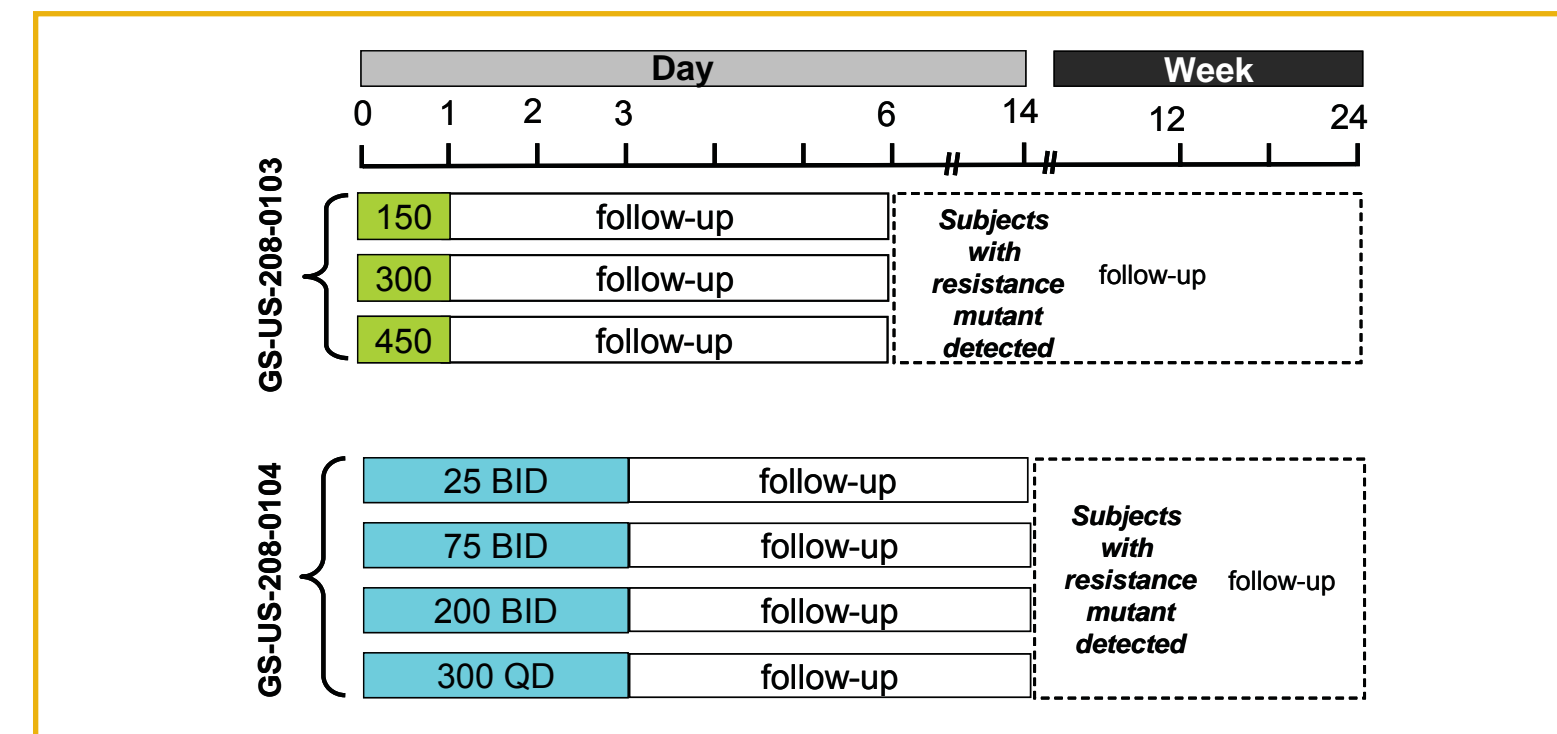 Day
Week
0 1 2 3 6 14 12 24
GS-US-208-0103
150 follow-up
300 follow-up
450 follow-up
Subjects
with
resistance
mutant
detected
follow-up
GS-US-208-0104
25 BID follow-up
75 BID follow-up
200 BID follow-up
300 QD follow-up
Subjects
with
resistance
mutant
detected
follow-up